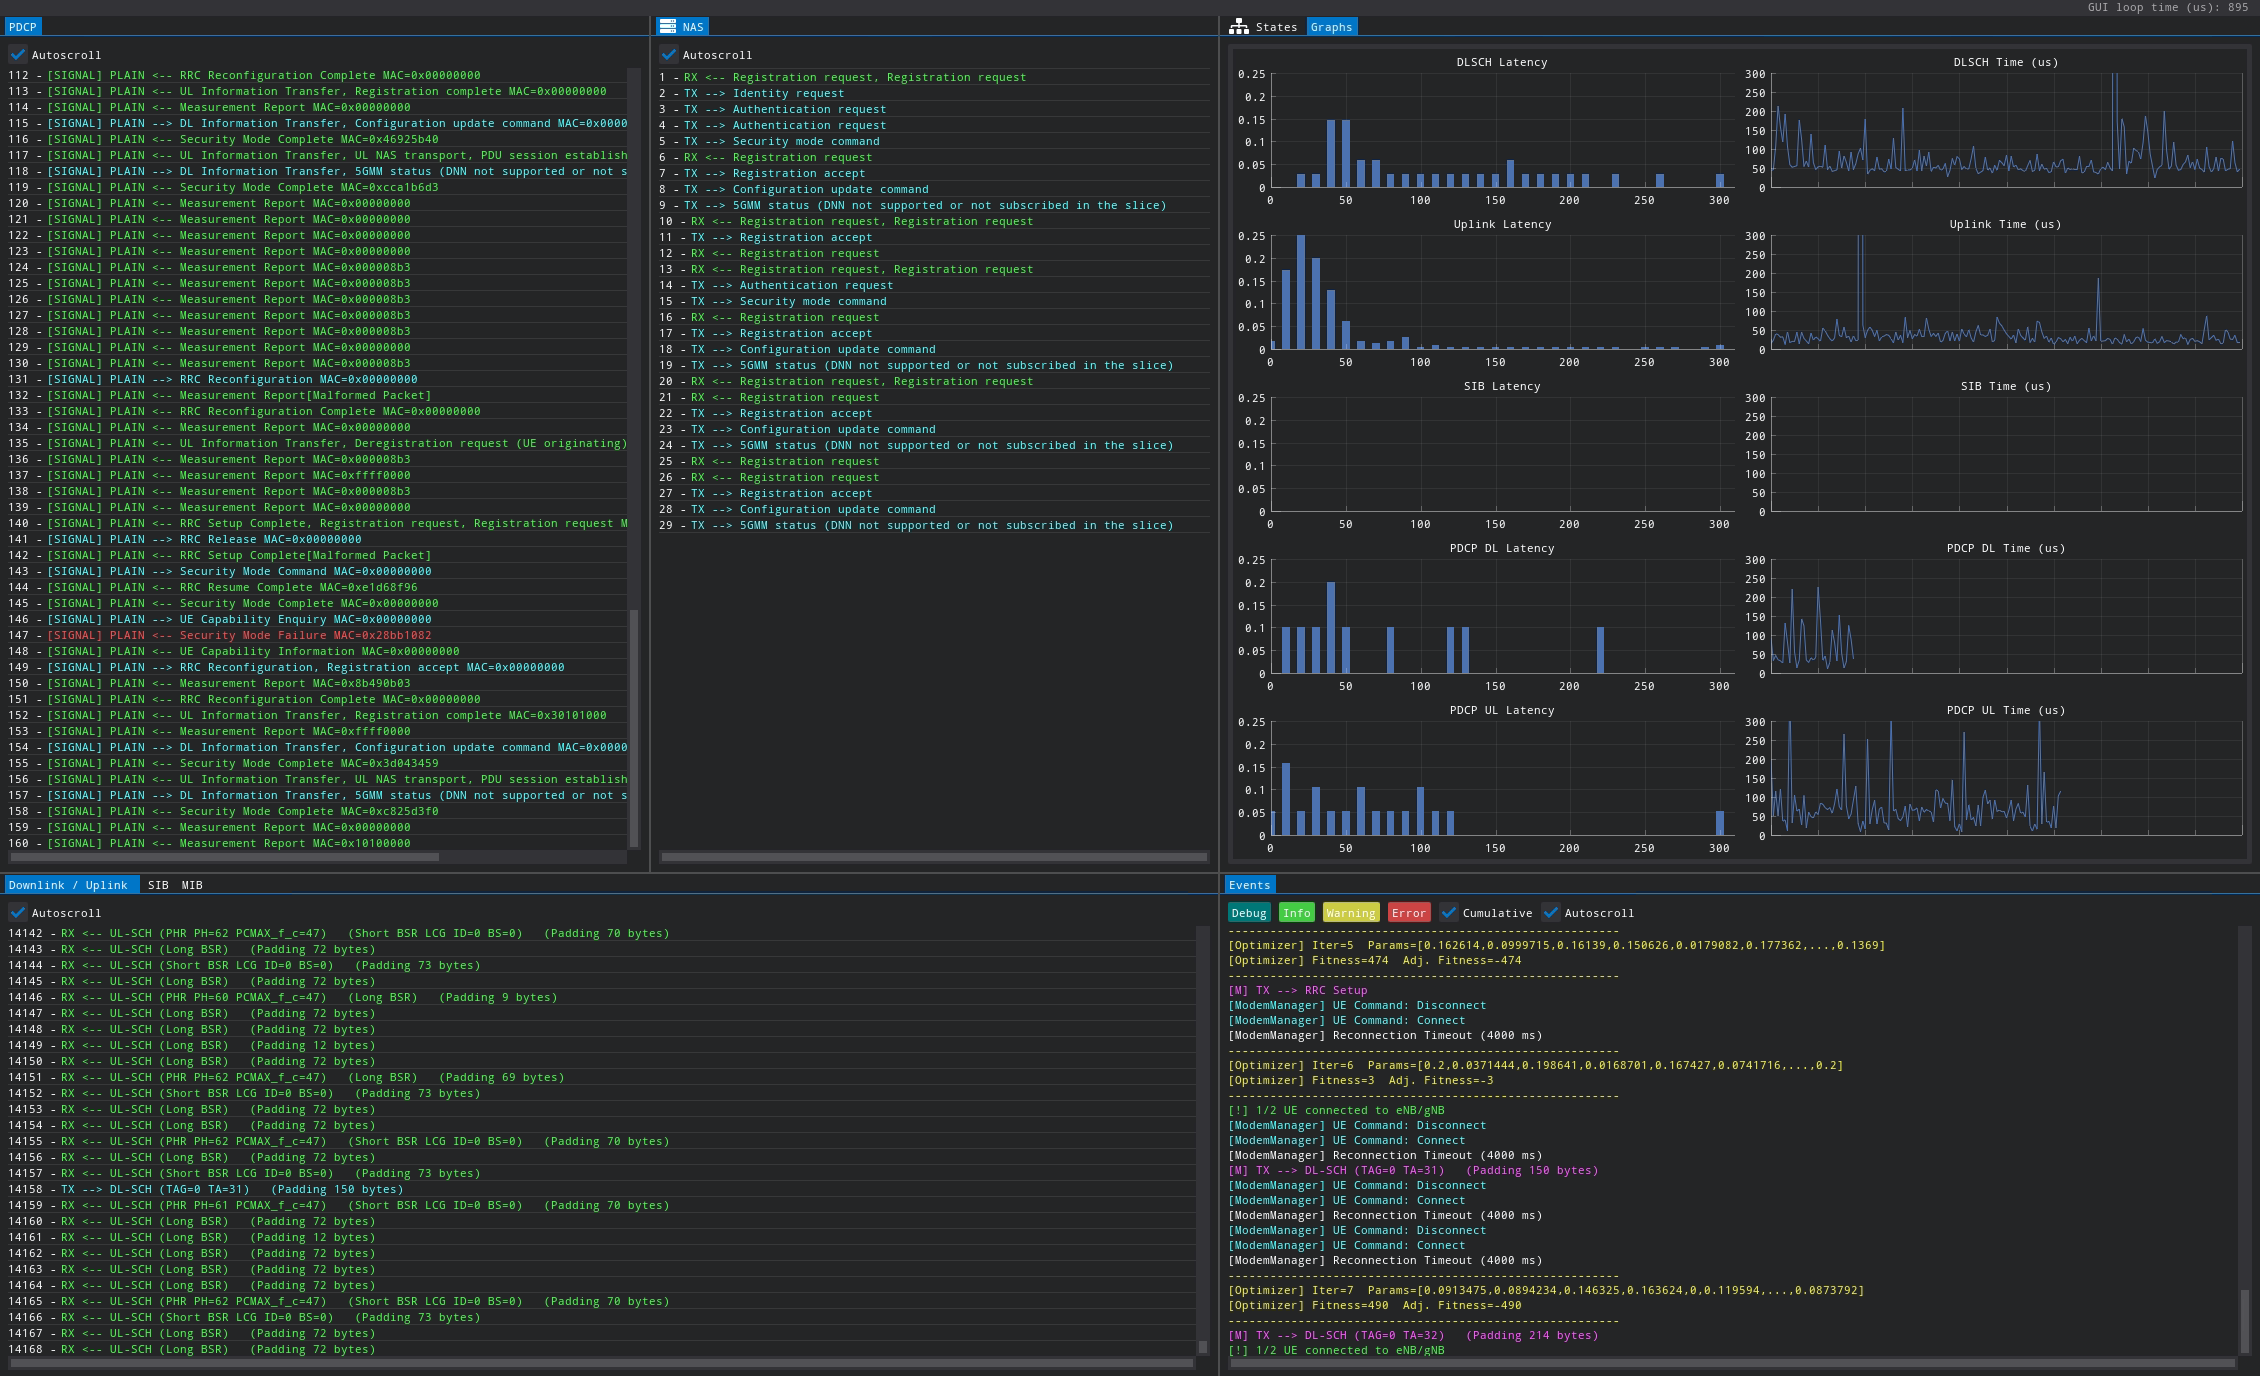 GUI loop time (us): 895
PDCP
Autoscroll
112 - [SIGNAL] PLAIN <-- RRC Reconfiguration Complete MAC=0x00000000
113 - [SIGNAL] PLAIN <-- UL Information Transfer, Registration complete MAC=0x00000000
114 - [SIGNAL] PLAIN <-- Measurement Report MAC=0x00000000
115 - [SIGNAL] PLAIN --> DL Information Transfer, Configuration update command MAC=0x0000
116 - [SIGNAL] PLAIN <-- Security Mode Complete MAC=0x46925b40
117 - [SIGNAL] PLAIN <-- UL Information Transfer, UL NAS transport, PDU session establish
118 - [SIGNAL] PLAIN --> DL Information Transfer, 5GMM status (DNN not supported or not s
119 - [SIGNAL] PLAIN <-- Security Mode Complete MAC=0xcca1b6d3
120 - [SIGNAL] PLAIN <-- Measurement Report MAC=0x00000000
121 - [SIGNAL] PLAIN <-- Measurement Report MAC=0x00000000
122 - [SIGNAL] PLAIN <-- Measurement Report MAC=0x00000000
123 - [SIGNAL] PLAIN <-- Measurement Report MAC=0x00000000
124 - [SIGNAL] PLAIN <-- Measurement Report MAC=0x000008b3
125 - [SIGNAL] PLAIN <-- Measurement Report MAC=0x000008b3
126 - [SIGNAL] PLAIN <-- Measurement Report MAC=0x000008b3
127 - [SIGNAL] PLAIN <-- Measurement Report MAC=0x000008b3
128 - [SIGNAL] PLAIN <-- Measurement Report MAC=0x000008b3
129 - [SIGNAL] PLAIN <-- Measurement Report MAC=0x00000000
130 - [SIGNAL] PLAIN <-- Measurement Report MAC=0x000008b3
131 - [SIGNAL] PLAIN --> RRC Reconfiguration MAC=0x00000000
132 - [SIGNAL] PLAIN <-- Measurement Report[Malformed Packet]
133 - [SIGNAL] PLAIN <-- RRC Reconfiguration Complete MAC=0x00000000
134 - [SIGNAL] PLAIN <-- Measurement Report MAC=0x00000000
135 - [SIGNAL] PLAIN <-- UL Information Transfer, Deregistration request (UE originating)
136 - [SIGNAL] PLAIN <-- Measurement Report MAC=0x000008b3
137 - [SIGNAL] PLAIN <-- Measurement Report MAC=0xffff0000
138 - [SIGNAL] PLAIN <-- Measurement Report MAC=0x000008b3
139 - [SIGNAL] PLAIN <-- Measurement Report MAC=0x00000000
140 - [SIGNAL] PLAIN <-- RRC Setup Complete, Registration request, Registration request M
141 - [SIGNAL] PLAIN --> RRC Release MAC=0x00000000
142 - [SIGNAL] PLAIN <-- RRC Setup Complete[Malformed Packet]
143 - [SIGNAL] PLAIN --> Security Mode Command MAC=0x00000000
144 - [SIGNAL] PLAIN <-- RRC Resume Complete MAC=0xe1d68f96
145 - [SIGNAL] PLAIN <-- Security Mode Complete MAC=0x00000000
146 - [SIGNAL] PLAIN --> UE Capability Enquiry MAC=0x00000000
147 - [SIGNAL] PLAIN <-- Security Mode Failure MAC=0x28bb1082
148 - [SIGNAL] PLAIN <-- UE Capability Information MAC=0x00000000
149 - [SIGNAL] PLAIN --> RRC Reconfiguration, Registration accept MAC=0x00000000
150 - [SIGNAL] PLAIN <-- Measurement Report MAC=0x8b490b03
151 - [SIGNAL] PLAIN <-- RRC Reconfiguration Complete MAC=0x00000000
152 - [SIGNAL] PLAIN <-- UL Information Transfer, Registration complete MAC=0x30101000
153 - [SIGNAL] PLAIN <-- Measurement Report MAC=0xffff0000
154 - [SIGNAL] PLAIN --> DL Information Transfer, Configuration update command MAC=0x0000
155 - [SIGNAL] PLAIN <-- Security Mode Complete MAC=0x3d043459
156 - [SIGNAL] PLAIN <-- UL Information Transfer, UL NAS transport, PDU session establish
157 - [SIGNAL] PLAIN --> DL Information Transfer, 5GMM status (DNN not supported or not s
158 - [SIGNAL] PLAIN <-- Security Mode Complete MAC=0xc825d3f0
159 - [SIGNAL] PLAIN <-- Measurement Report MAC=0x00000000
160 - [SIGNAL] PLAIN <-- Measurement Report MAC=0x10100000
NAS
Autoscroll
1 - RX <-- Registration request, Registration request
2 - TX --> Identity request
3 - TX --> Authentication request
4 - TX --> Authentication request
5 - TX --> Security mode command
6 - RX <-- Registration request
7 - TX --> Registration accept
8 - TX --> Configuration update command
9 - TX --> 5GMM status (DNN not supported or not subscribed in the slice)
10 - RX <-- Registration request, Registration request
11 - TX --> Registration accept
12 - RX <-- Registration request
13 - RX <-- Registration request, Registration request
14 - TX --> Authentication request
15 - TX --> Security mode command
16 - RX <-- Registration request
17 - TX --> Registration accept
18 - TX --> Configuration update command
19 - TX --> 5GMM status (DNN not supported or not subscribed in the slice)
20 - RX <-- Registration request, Registration request
21 - RX <-- Registration request
22 - TX --> Registration accept
23 - TX --> Configuration update command
24 - TX --> 5GMM status (DNN not supported or not subscribed in the slice)
25 - RX <-- Registration request
26 - RX <-- Registration request
27 - TX --> Registration accept
28 - TX --> Configuration update command
29 - TX --> 5GMM status (DNN not supported or not subscribed in the slice)
States Graphs
DLSCH Latency
0.25
0.2
0.15
0.1
0.05
0
0 50 100 150 200 250 300
DLSCH Time (us)
300
250
200
150
100
50
0
Uplink Latency
0.25
0.2
0.15
0.1
0.05
0
0 50 100 150 200 250 300
Uplink Time (us)
300
250
200
150
100
50
0
SIB Latency
0.25
0.2
0.15
0.1
0.05
0
0 50 100 150 200 250 300
SIB Time (us)
300
250
200
150
100
50
0
PDCP DL Latency
0.25
0.2
0.15
0.1
0.05
0
0 50 100 150 200 250 300
PDCP DL Time (us)
300
250
200
150
100
50
0
PDCP UL Latency
0.25
0.2
0.15
0.1
0.05
0
0 50 100 150 200 250 300
PDCP UL Time (us)
300
250
200
150
100
50
0
Downlink / Uplink SIB MIB
Autoscroll
14142 - RX <-- UL-SCH (PHR PH=62 PCMAX_f_c=47) (Short BSR LCG ID=0 BS=0) (Padding 70 bytes)
14143 - RX <-- UL-SCH (Long BSR) (Padding 72 bytes)
14144 - RX <-- UL-SCH (Short BSR LCG ID=0 BS=0) (Padding 73 bytes)
14145 - RX <-- UL-SCH (Long BSR) (Padding 72 bytes)
14146 - RX <-- UL-SCH (PHR PH=60 PCMAX_f_c=47) (Long BSR) (Padding 9 bytes)
14147 - RX <-- UL-SCH (Long BSR) (Padding 72 bytes)
14148 - RX <-- UL-SCH (Long BSR) (Padding 72 bytes)
14149 - RX <-- UL-SCH (Long BSR) (Padding 12 bytes)
14150 - RX <-- UL-SCH (Long BSR) (Padding 72 bytes)
14151 - RX <-- UL-SCH (PHR PH=62 PCMAX_f_c=47) (Long BSR) (Padding 69 bytes)
14152 - RX <-- UL-SCH (Short BSR LCG ID=0 BS=0) (Padding 73 bytes)
14153 - RX <-- UL-SCH (Long BSR) (Padding 72 bytes)
14154 - RX <-- UL-SCH (Long BSR) (Padding 72 bytes)
14155 - RX <-- UL-SCH (PHR PH=62 PCMAX_f_c=47) (Short BSR LCG ID=0 BS=0) (Padding 70 bytes)
14156 - RX <-- UL-SCH (Long BSR) (Padding 72 bytes)
14157 - RX <-- UL-SCH (Short BSR LCG ID=0 BS=0) (Padding 73 bytes)
14158 - TX --> DL-SCH (TAG=0 TA=31) (Padding 150 bytes)
14159 - RX <-- UL-SCH (PHR PH=61 PCMAX_f_c=47) (Short BSR LCG ID=0 BS=0) (Padding 70 bytes)
14160 - RX <-- UL-SCH (Long BSR) (Padding 72 bytes)
14161 - RX <-- UL-SCH (Long BSR) (Padding 12 bytes)
14162 - RX <-- UL-SCH (Long BSR) (Padding 72 bytes)
14163 - RX <-- UL-SCH (Long BSR) (Padding 72 bytes)
14164 - RX <-- UL-SCH (Long BSR) (Padding 72 bytes)
14165 - RX <-- UL-SCH (PHR PH=62 PCMAX_f_c=47) (Short BSR LCG ID=0 BS=0) (Padding 70 bytes)
14166 - RX <-- UL-SCH (Short BSR LCG ID=0 BS=0) (Padding 73 bytes)
14167 - RX <-- UL-SCH (Long BSR) (Padding 72 bytes)
14168 - RX <-- UL-SCH (Long BSR) (Padding 72 bytes)
Events
Debug Info Warning Error Cumulative Autoscroll
--------------------------------------------------------
[Optimizer] Iter=5 Params=[0.162614,0.0999715,0.16139,0.150626,0.0179082,0.177362,...,0.1369]
[Optimizer] Fitness=474 Adj. Fitness=-474
--------------------------------------------------------
[M] TX --> RRC Setup
[ModemManager] UE Command: Disconnect
[ModemManager] UE Command: Connect
[ModemManager] Reconnection Timeout (4000 ms)
--------------------------------------------------------
[Optimizer] Iter=6 Params=[0.2,0.0371444,0.198641,0.0168701,0.167427,0.0741716,...,0.2]
[Optimizer] Fitness=3 Adj. Fitness=-3
--------------------------------------------------------
[!] 1/2 UE connected to eNB/gNB
[ModemManager] UE Command: Disconnect
[ModemManager] UE Command: Connect
[ModemManager] Reconnection Timeout (4000 ms)
[M] TX --> DL-SCH (TAG=0 TA=31) (Padding 150 bytes)
[ModemManager] UE Command: Disconnect
[ModemManager] UE Command: Connect
[ModemManager] Reconnection Timeout (4000 ms)
[ModemManager] UE Command: Disconnect
[ModemManager] UE Command: Connect
[ModemManager] Reconnection Timeout (4000 ms)
--------------------------------------------------------
[Optimizer] Iter=7 Params=[0.0913475,0.0894234,0.146325,0.163624,0,0.119594,...,0.0873792]
[Optimizer] Fitness=490 Adj. Fitness=-490
--------------------------------------------------------
[M] TX --> DL-SCH (TAG=0 TA=32) (Padding 214 bytes)
[!] 1/2 UE connected to eNB/gNB